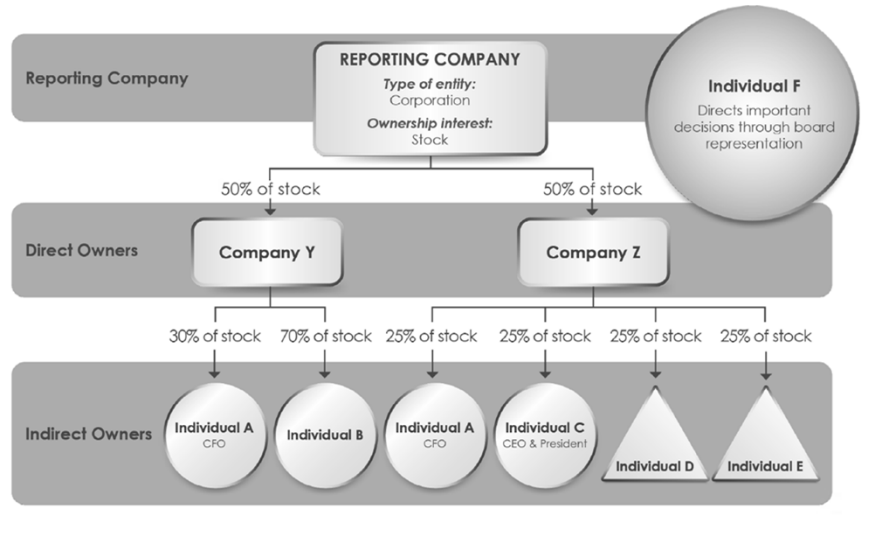 REPORTING COMPANY
Reporting Company
Type of entity:
Corporation
Ownership interest:
Stock
Individual F
Directs important
decisions through board
representation
50% of stock
50% of stock
Direct Owners
Company Y
Company Z
30% of stock
70% of stock
25% of stock
25% of stock
25% of stock
25% of stock
Indirect Owners
Individual A
CFO
Individual B
Individual A
CFO
Individual C
CEO & President
Individual D
Individual E